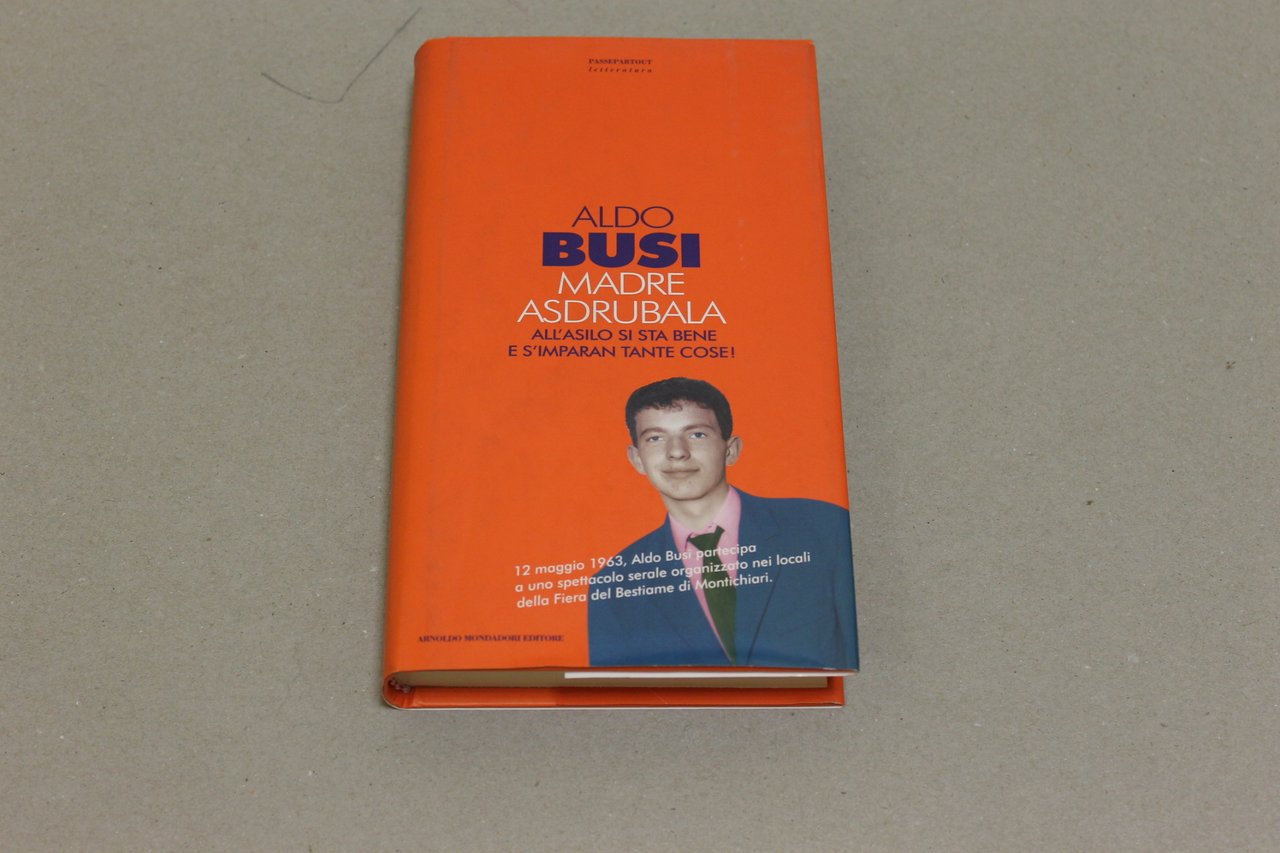 PASSEPARTOUT
letteratura
ALDO
BUSI
MADRE
ASDRUBALA
ALL'ASILO SI STA BENE
E S'IMPARAN TANTE COSE!
12 maggio 1963, Aldo Busi partecipa
a uno spettacolo serale organizzato nei locali
della Fiera del Bestiame di Montichiari.
ARNOLDO MONDADORI EDITORE